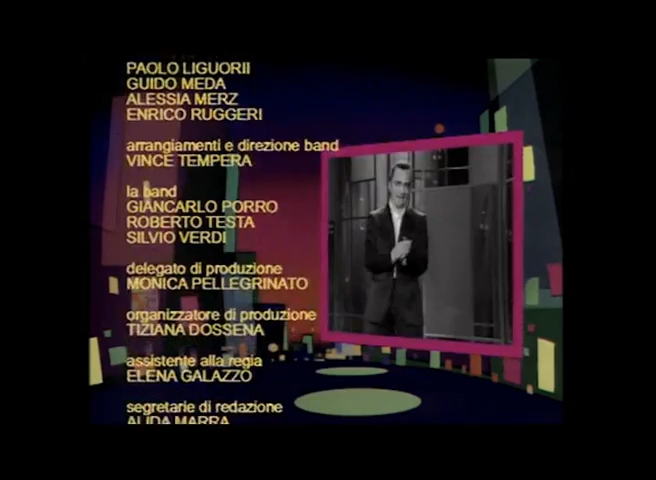 PAOLO LIGUORII
GUIDO MEDA
ALESSIA MERZ
ENRICO RUGGERI
arrangiamenti e direzione band
VINCE TEMPERA
la band
GIANCARLO PORRO
ROBERTO TESTA
SILVIO VERDI
delegato di produzione
MONICA PELLEGRINATO
organizzatore di produzione
TIZIANA DOSSENA
assistente alla regia
ELENA GALAZZO
segretarie di redazione
ALIDA MARRA